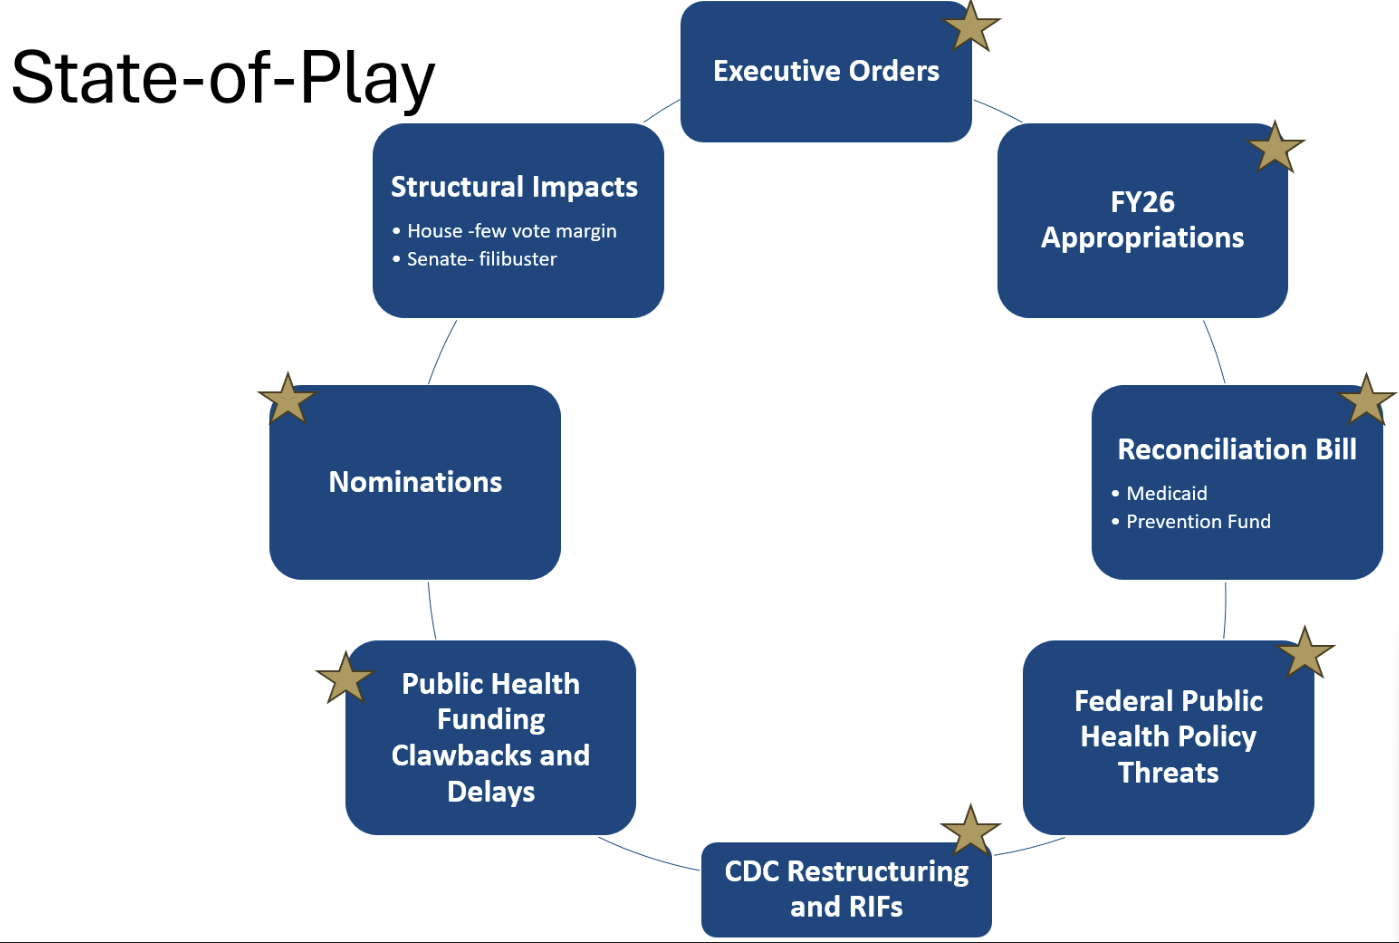 State-of-Play
Executive Orders
FY26
Appropriations
Reconciliation Bill
• Medicaid
• Prevention Fund
Federal Public
Health Policy
Threats
CDC Restructuring
and RIFs
Public Health
Funding
Clawbacks and
Delays
Nominations
Structural Impacts
• House -few vote margin
• Senate- filibuster